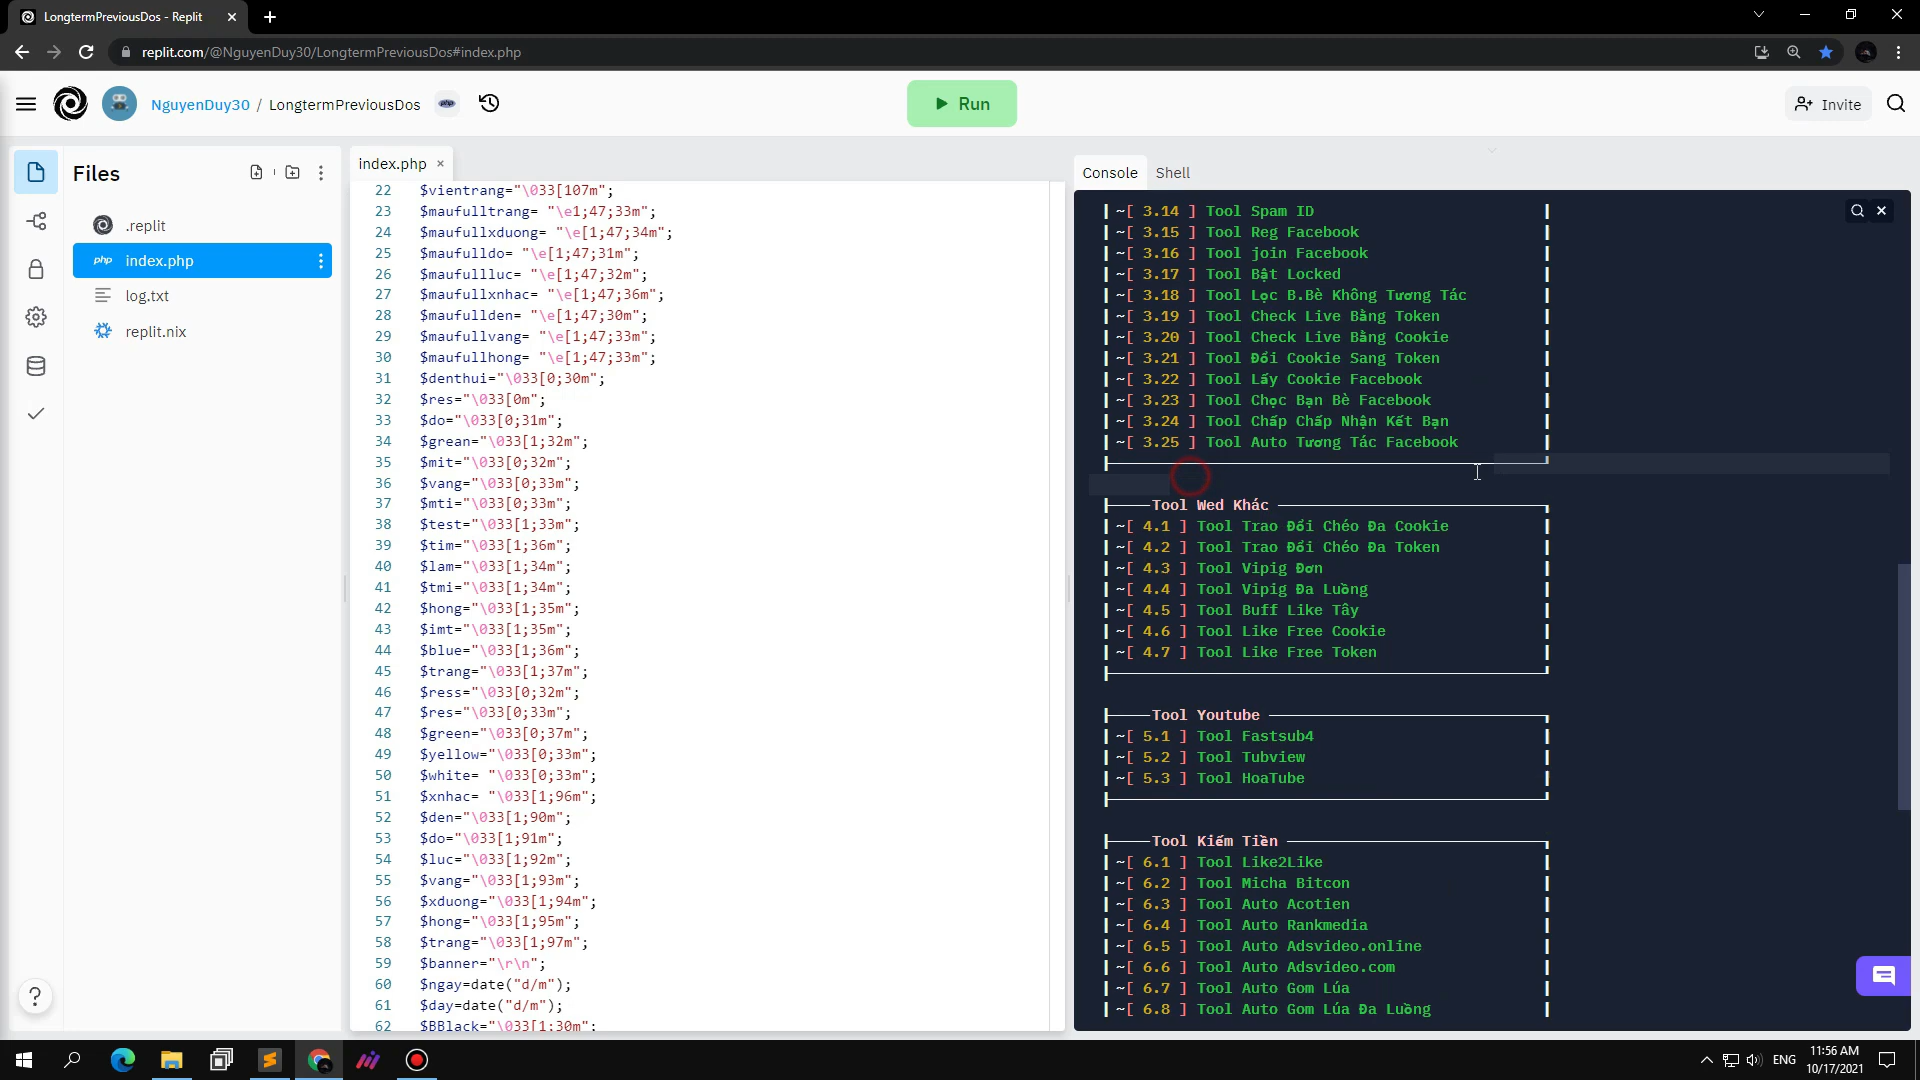 LongtermPreviousDos - Replit
replit.com/@NguyenDuy30/LongtermPreviousDos#index.php
NguyenDuy30 / LongtermPreviousDos
php
Run
Invite
Files
.replit
php index.php
log.txt
replit.nix
index.php
22 $vientrang="\033[107m";
23 $maufulltrang= "\e1;47;33m";
24 $maufullxduong= "\e[1;47;34m";
25 $maufulldo= "\e[1;47;31m";
26 $maufullluc= "\e[1;47;32m";
27 $maufullxnhac= "\e[1;47;36m";
28 $maufullden= "\e[1;47;30m";
29 $maufullvang= "\e[1;47;33m";
30 $maufullhong= "\e[1;47;33m";
31 $denthui="\033[0;30m";
32 $res="\033[0m";
33 $do="\033[0;31m";
34 $grean="\033[1;32m";
35 $mit="\033[0;32m";
36 $vang="\033[0;33m";
37 $mti="\033[0;33m";
38 $test="\033[1;33m";
39 $tim="\033[1;36m";
40 $lam="\033[1;34m";
41 $tmi="\033[1;34m";
42 $hong="\033[1;35m";
43 $imt="\033[1;35m";
44 $blue="\033[1;36m";
45 $trang="\033[1;37m";
46 $ress="\033[0;32m";
47 $res="\033[0;33m";
48 $green="\033[0;37m";
49 $yellow="\033[0;33m";
50 $white= "\033[0;33m";
51 $xnhac= "\033[1;96m";
52 $den="\033[1;90m";
53 $do="\033[1;91m";
54 $luc="\033[1;92m";
55 $vang="\033[1;93m";
56 $xduong="\033[1;94m";
57 $hong="\033[1;95m";
58 $trang="\033[1;97m";
59 $banner="\r\n";
60 $ngay=date("d/m");
61 $day=date("d/m");
62 $BBlack="\033[1;30m";
Console Shell
~[ 3.14 ] Tool Spam ID
~[ 3.15 ] Tool Reg Facebook
~[ 3.16 ] Tool join Facebook
~[ 3.17 ] Tool Bật Locked
~[ 3.18 ] Tool Lọc B.Bè Không Tương Tác
~[ 3.19 ] Tool Check Live Bằng Token
~[ 3.20 ] Tool Check Live Bằng Cookie
~[ 3.21 ] Tool Đổi Cookie Sang Token
~[ 3.22 ] Tool Lấy Cookie Facebook
~[ 3.23 ] Tool Chọc Bạn Bè Facebook
~[ 3.24 ] Tool Chấp Chấp Nhận Kết Bạn
~[ 3.25 ] Tool Auto Tương Tác Facebook
Tool Wed Khác
~[ 4.1 ] Tool Trao Đổi Chéo Đa Cookie
~[ 4.2 ] Tool Trao Đổi Chéo Đa Token
~[ 4.3 ] Tool Vipig Đơn
~[ 4.4 ] Tool Vipig Đa Luồng
~[ 4.5 ] Tool Buff Like Tây
~[ 4.6 ] Tool Like Free Cookie
~[ 4.7 ] Tool Like Free Token
Tool Youtube
~[ 5.1 ] Tool Fastsub4
~[ 5.2 ] Tool Tubview
~[ 5.3 ] Tool HoaTube
Tool Kiếm Tiền
~[ 6.1 ] Tool Like2Like
~[ 6.2 ] Tool Micha Bitcon
~[ 6.3 ] Tool Auto Acotien
~[ 6.4 ] Tool Auto Rankmedia
~[ 6.5 ] Tool Auto Adsvideo.online
~[ 6.6 ] Tool Auto Adsvideo.com
~[ 6.7 ] Tool Auto Gom Lúa
~[ 6.8 ] Tool Auto Gom Lúa Đa Luồng
?
ENG
11:56 AM
10/17/2021